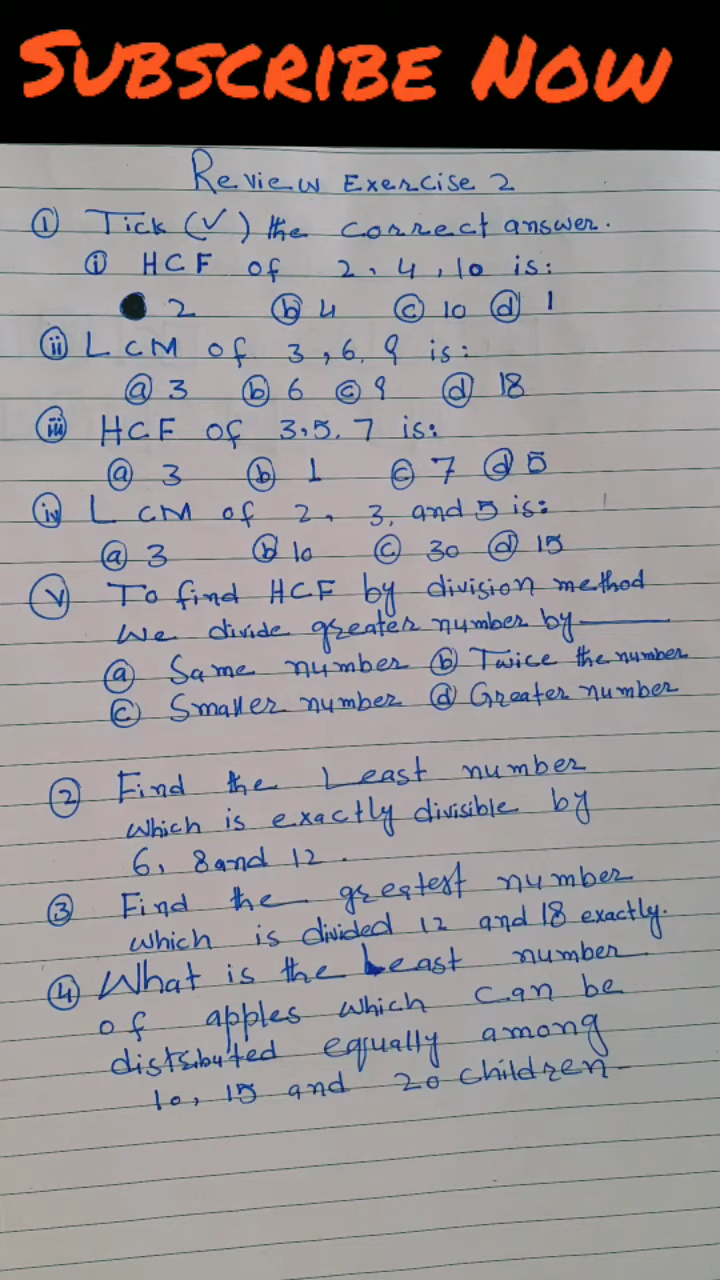 SUBSCRIBE NOW
Review Exercise 2
① Tick (✓) the correct answer.
ⓘ HCF of 2, 4, 10 is:
2 ⓑ 4 ⓒ 10 ⓓ 1
ⅱ LCM of 3, 6, 9 is:
ⓐ 3 ⓑ 6 ⓒ 9 ⓓ 18
ⅲ HCF of 3, 5, 7 is:
ⓐ 3 ⓑ 1 ⓒ 7 ⓓ 5
ⅳ LCM of 2, 3, and 5 is:
ⓐ 3 ⓑ 10 ⓒ 30 ⓓ 15
ⓥ To find HCF by division method
We divide greater number by ____
ⓐ Same number ⓑ Twice the number
ⓒ Smaller number ⓓ Greater number
② Find the Least number
which is exactly divisible by
6, 8 and 12.
③ Find the greatest number
which is divided 12 and 18 exactly.
④ What is the Least number
of apples which can be
distributed equally among
10, 15 and 20 children